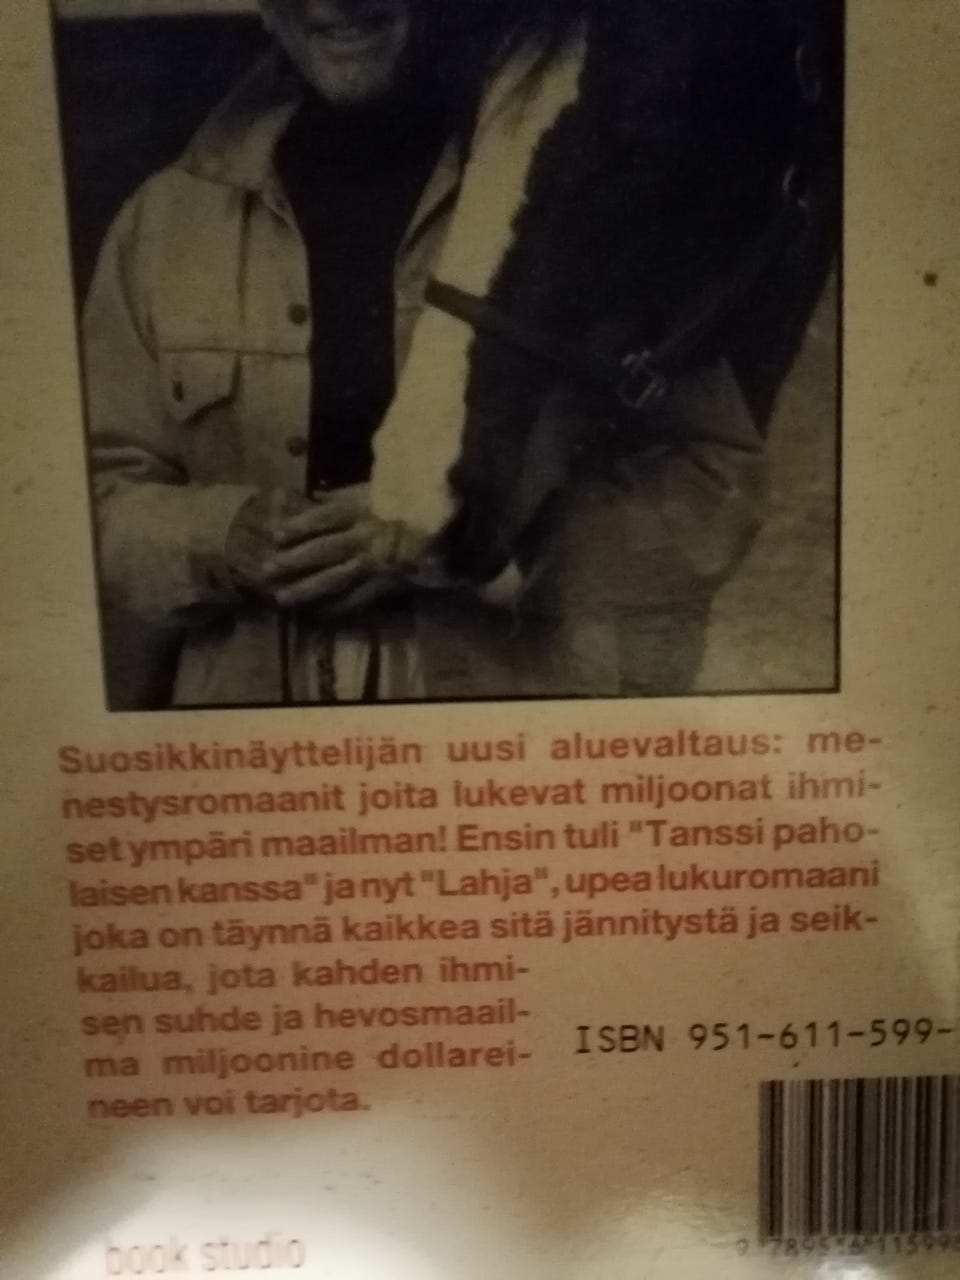 Suosikkinäyttelijän uusi aluevaltaus: me-
nestysromaanit joita lukevat miljoonat ihmi-
set ympäri maailman! Ensin tuli "Tanssi paho-
laisen kanssa" ja nyt "Lahja", upea lukuromaani
joka on täynnä kaikkea sitä jännitystä ja seik-
kailua, jota kahden ihmi-
sen suhde ja hevosmaail-
ma miljoonine dollarei-
neen voi tarjota.
ISBN 951-611-599-
book studio